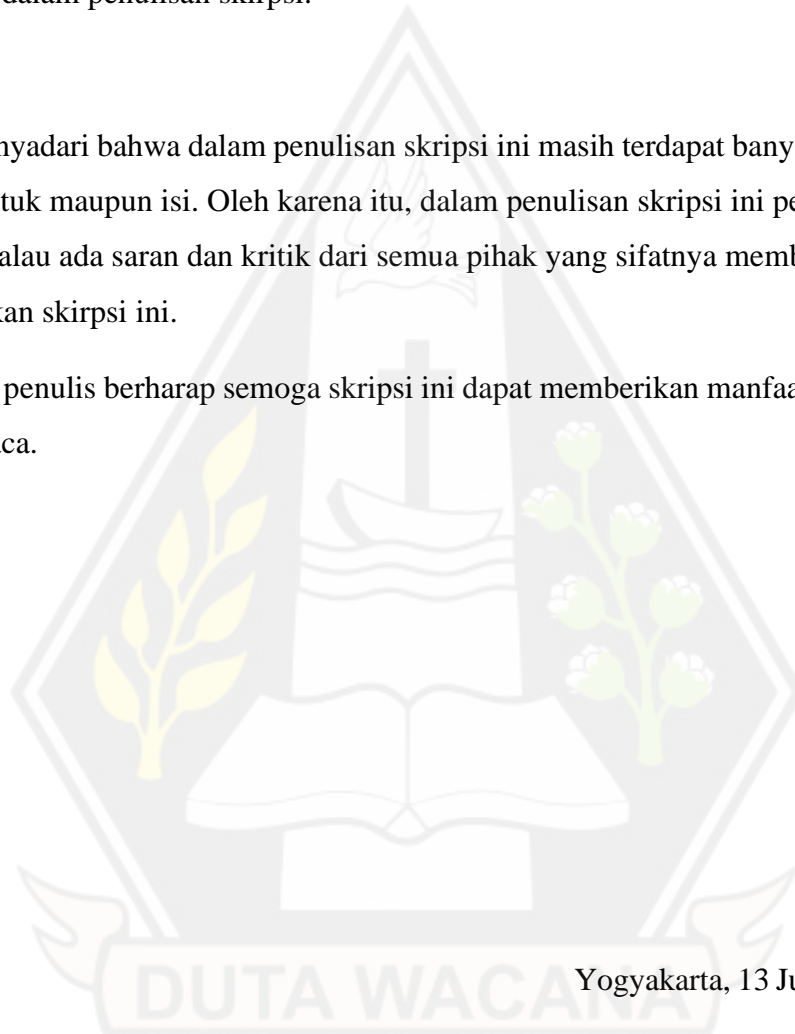 dalam penulisan skirpsi.
nyadari bahwa dalam penulisan skripsi ini masih terdapat bany
tuk maupun isi. Oleh karena itu, dalam penulisan skripsi ini pe
alau ada saran dan kritik dari semua pihak yang sifatnya memb
kan skirpsi ini.
penulis berharap semoga skripsi ini dapat memberikan manfaa
aca.
Yogyakarta, 13 Ju
DUTA WACANA